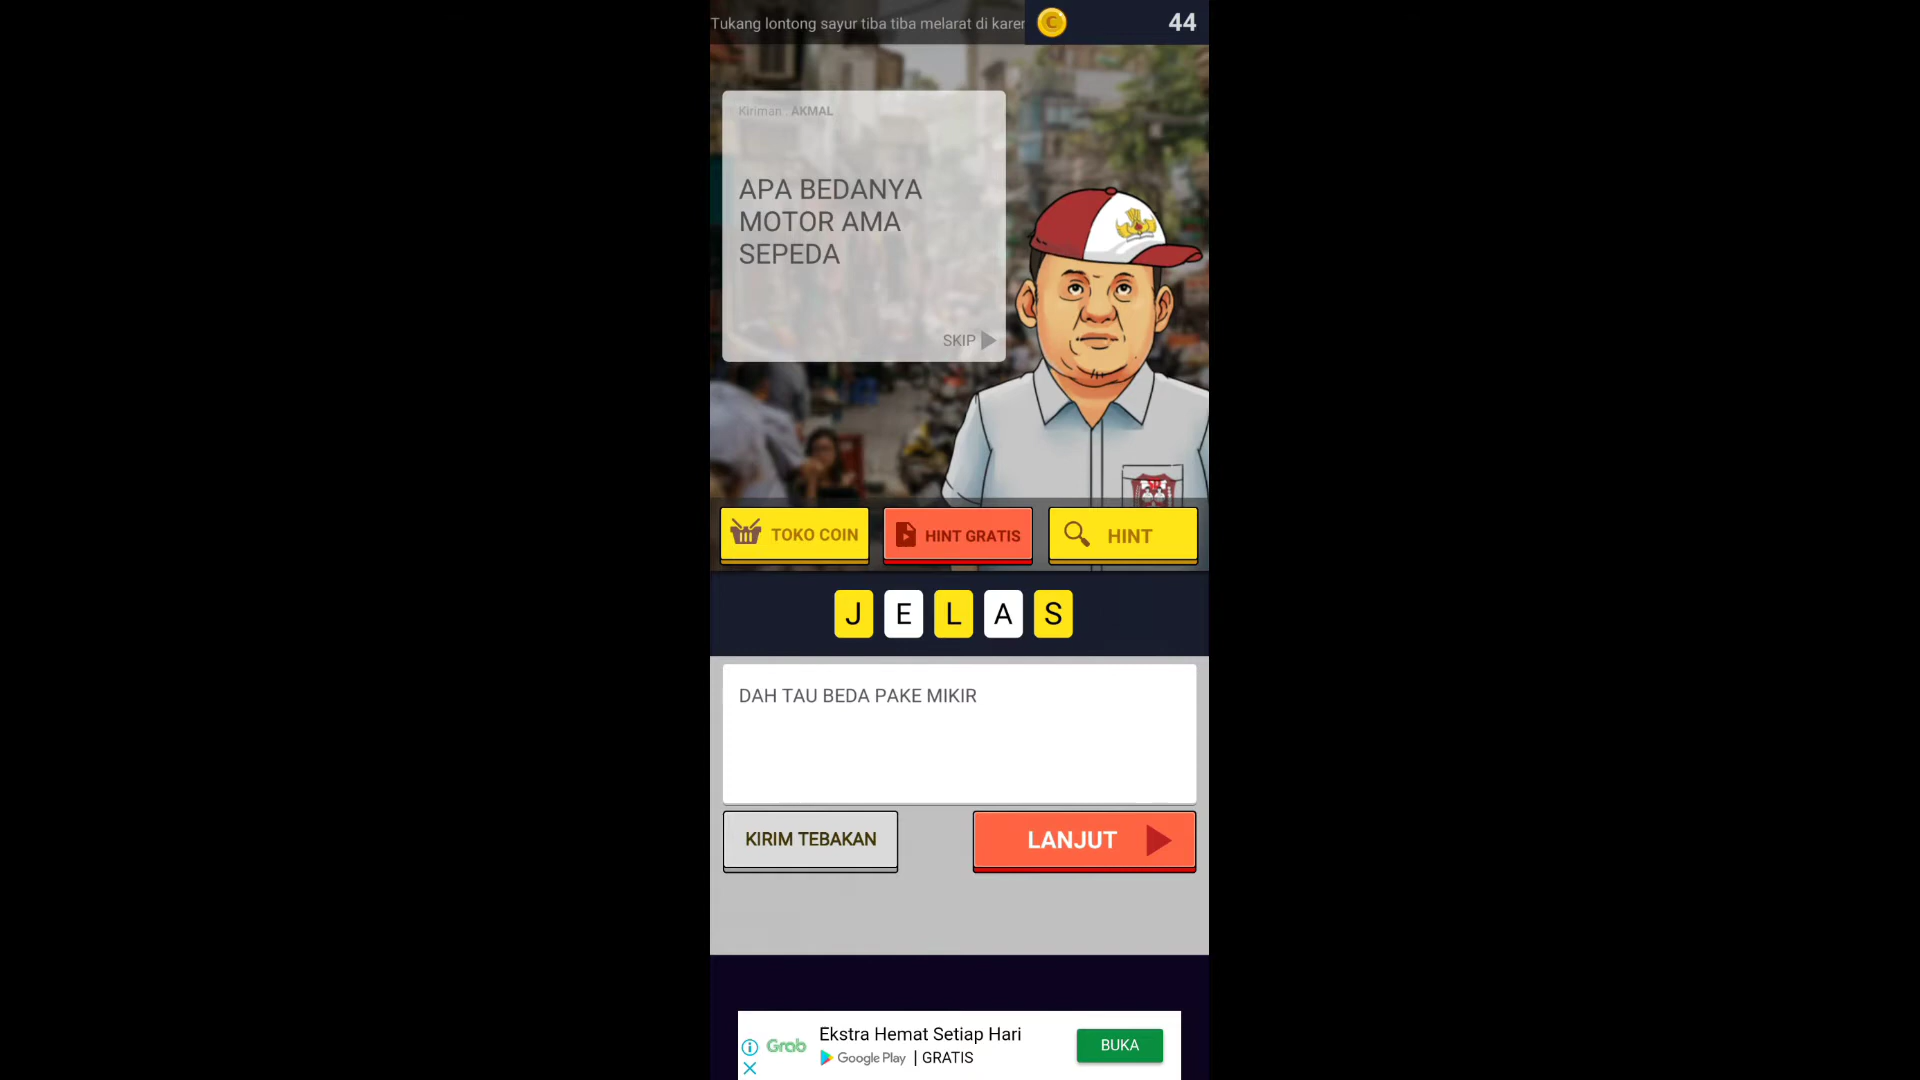 Tukang lontong sayur tiba tiba melarat di karen
44
Kiriman : AKMAL
APA BEDANYA
MOTOR AMA
SEPEDA
SKIP
TOKO COIN
HINT GRATIS
HINT
JELAS
DAH TAU BEDA PAKE MIKIR
KIRIM TEBAKAN
LANJUT
Grab
Ekstra Hemat Setiap Hari
Google Play | GRATIS
BUKA